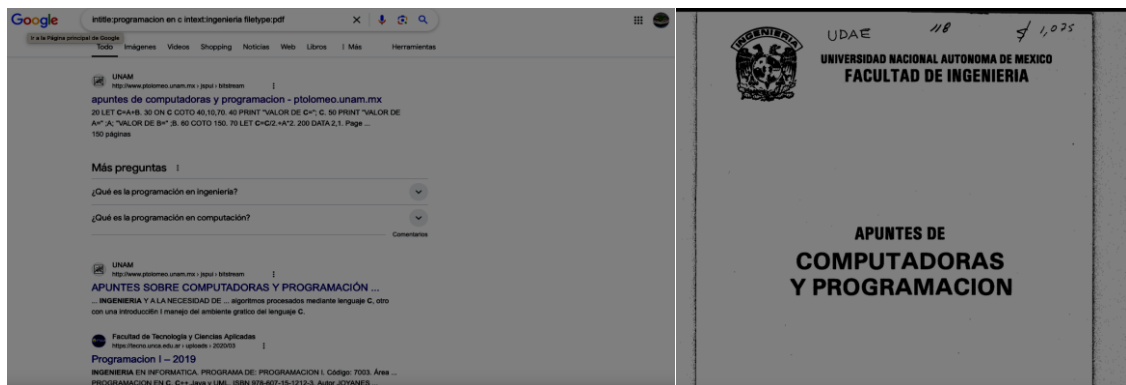 Google
intitle:programacion en c intext:ingenieria filetype:pdf
Ir a la Página principal de Google
Todo Imágenes Videos Shopping Noticias Web Libros Más Herramientas
UNAM
http://www.ptolomeo.unam.mx › jspui › bitstream
apuntes de computadoras y programacion - ptolomeo.unam.mx
20 LET C=A+B. 30 ON C COTO 40,10,70. 40 PRINT "VALOR DE C="; C. 50 PRINT "VALOR DE
A=" ;A; "VALOR DE B=" ;B. 60 COTO 150. 70 LET C=C/2.+A^2. 200 DATA 2,1. Page ...
150 páginas
Más preguntas
¿Qué es la programación en ingeniería?
¿Qué es la programación en computación?
Comentarios
UNAM
http://www.ptolomeo.unam.mx › jspui › bitstream
APUNTES SOBRE COMPUTADORAS Y PROGRAMACIÓN ...
... INGENIERIA Y A LA NECESIDAD DE ... algoritmos procesados mediante lenguaje C, otro
con una introducción I manejo del ambiente gratico del lenguaje C.
Facultad de Tecnología y Ciencias Aplicadas
https://tecno.unca.edu.ar › uploads › 2020/03
Programacion I – 2019
INGENIERIA EN INFORMATICA. PROGRAMA DE: PROGRAMACION I. Código: 7003. Área ...
PROGRAMACION EN C, C++ Java y UML. ISBN 978-607-15-1212-3. Autor JOYANES ...
INGENIERIA
UDAE 118 $ 1,025
UNIVERSIDAD NACIONAL AUTONOMA DE MEXICO
FACULTAD DE INGENIERIA
APUNTES DE
COMPUTADORAS
Y PROGRAMACION